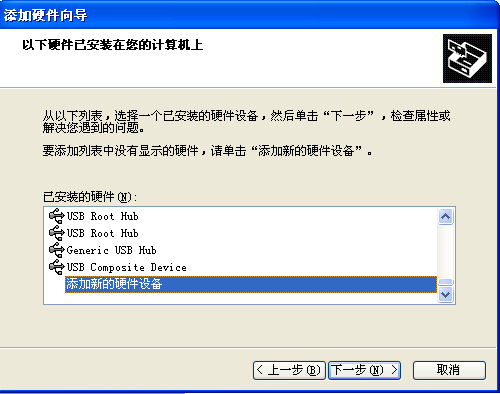 添加硬件向导
以下硬件已安装在您的计算机上
从以下列表，选择一个已安装的硬件设备，然后单击“下一步”，检查属性或
解决您遇到的问题。
要添加列表中没有显示的硬件，请单击“添加新的硬件设备”。
已安装的硬件(N):
USB Root Hub
USB Root Hub
Generic USB Hub
USB Composite Device
添加新的硬件设备
< 上一步(B) 下一步(N) > 取消